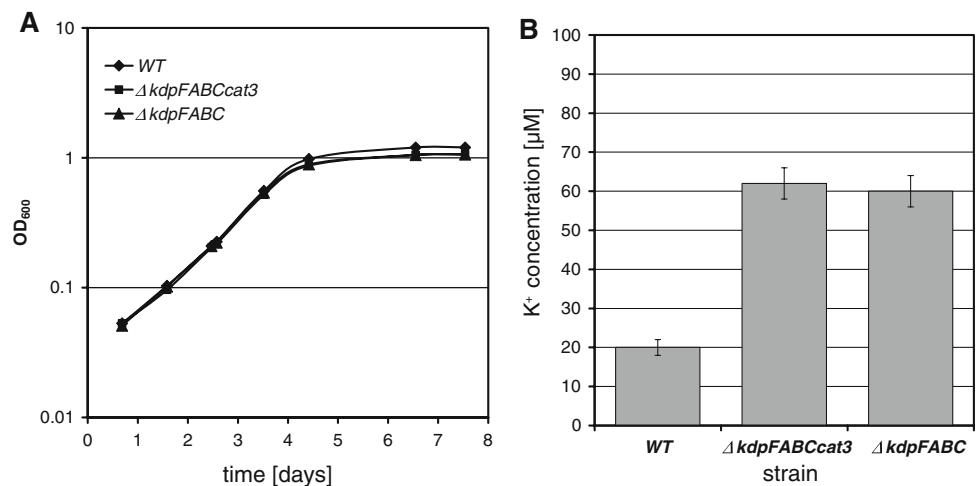 A
10
1
0.1
0.01
OD600
WT
ΔkdpFABCcat3
ΔkdpFABC
0 1 2 3 4 5 6 7 8
time [days]
B
100
90
80
70
60
50
40
30
20
10
0
K+ concentration [µM]
WT ΔkdpFABCcat3 ΔkdpFABC
strain